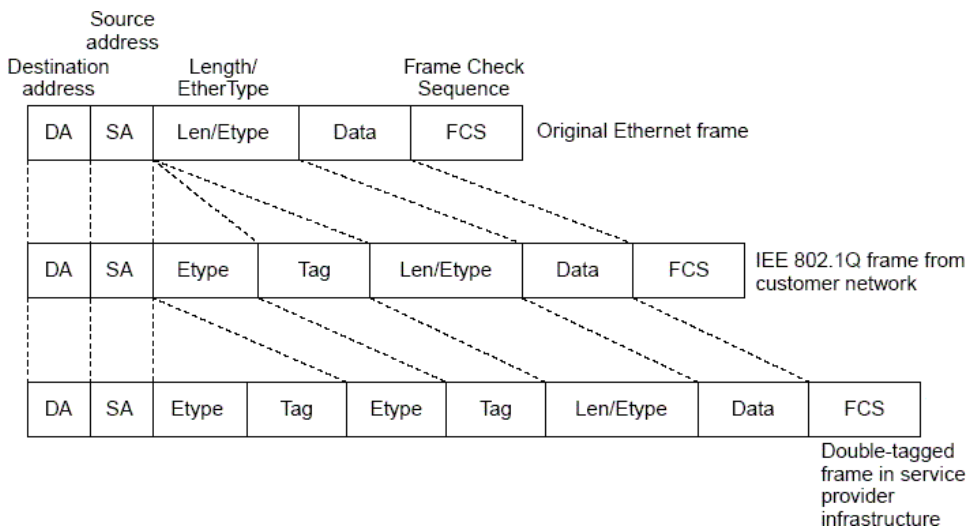 Source
address
Destination
address
Length/
EtherType
Frame Check
Sequence
DA SA Len/Etype Data FCS
Original Ethernet frame
DA SA Etype Tag Len/Etype Data FCS
IEE 802.1Q frame from
customer network
DA SA Etype Tag Etype Tag Len/Etype Data FCS
Double-tagged
frame in service
provider
infrastructure